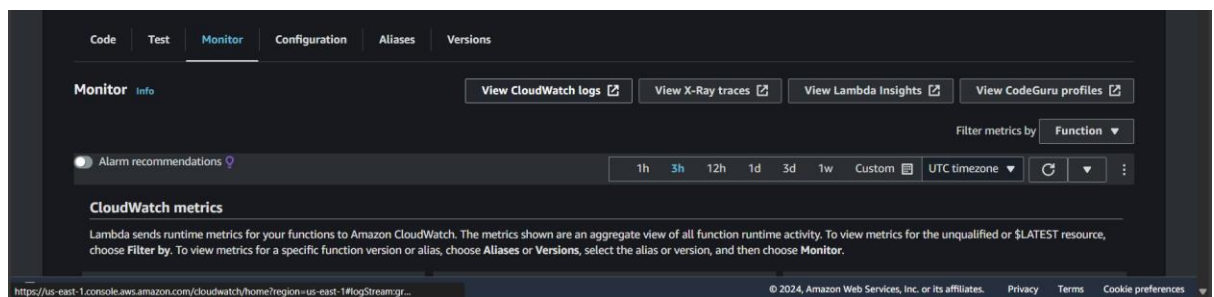 Code Test Monitor Configuration Aliases Versions
Monitor Info View CloudWatch logs View X-Ray traces View Lambda Insights View CodeGuru profiles
Filter metrics by Function
Alarm recommendations 1h 3h 12h 1d 3d 1w Custom UTC timezone
CloudWatch metrics
Lambda sends runtime metrics for your functions to Amazon CloudWatch. The metrics shown are an aggregate view of all function runtime activity. To view metrics for the unqualified or $LATEST resource,
choose Filter by. To view metrics for a specific function version or alias, choose Aliases or Versions, select the alias or version, and then choose Monitor.
https://us-east-1.console.aws.amazon.com/cloudwatch/home?region=us-east-1#logStream:gr... © 2024, Amazon Web Services, Inc. or its affiliates. Privacy Terms Cookie preferences